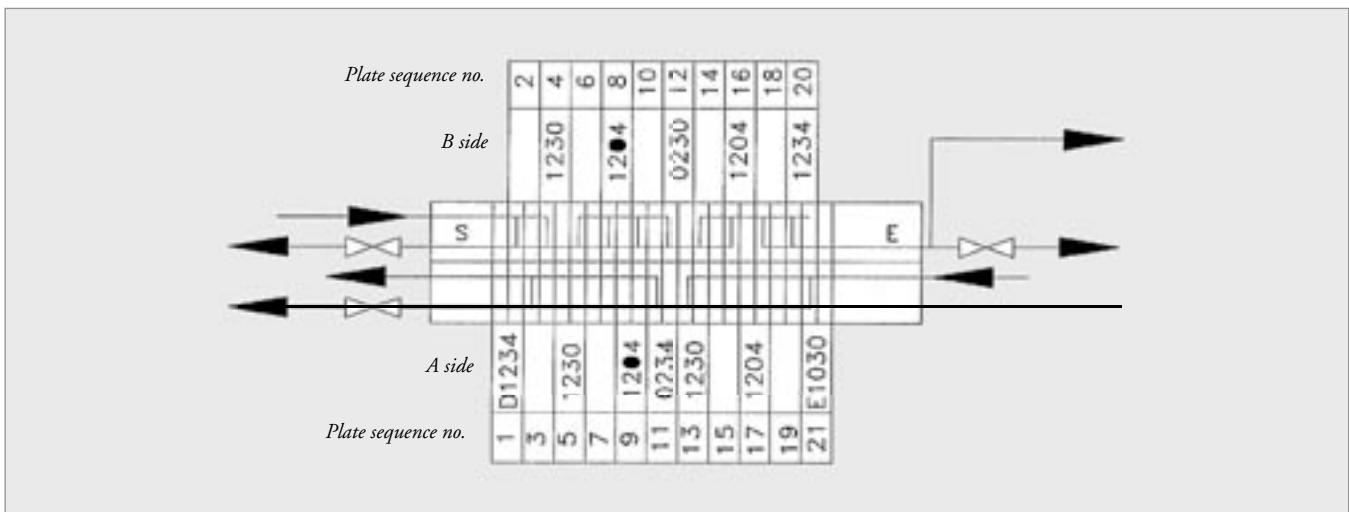 Plate sequence no. 2 4 6 8 10 12 14 16 18 20
B side 1230 12●4 0230 1204 1234
S E
A side D1234 1230 12●4 0234 1230 1204 E1030
Plate sequence no. 1 3 5 7 9 11 13 15 17 19 21